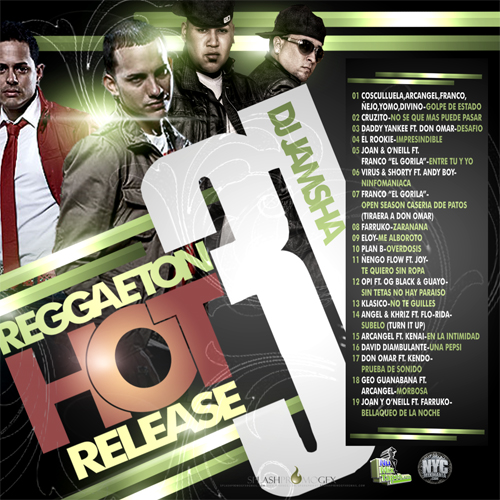 01 COSCULLUELA,ARCANGEL,FRANCO,
ÑEJO,YOMO,DIVINO-GOLPE DE ESTADO
02 CRUZITO-NO SE QUE MAS PUEDE PASAR
03 DADDY YANKEE FT. DON OMAR-DESAFIO
04 EL ROOKIE-IMPRESINDIBLE
05 JOAN & O'NEILL FT.
FRANCO "EL GORILA"-ENTRE TU Y YO
06 VIRUS & SHORTY FT. ANDY BOY-
NINFOMANIACA
07 FRANCO "EL GORILA"-
OPEN SEASON CASERIA DDE PATOS
(TIRAERA A DON OMAR)
08 FARRUKO-ZARANANA
09 ELOY-ME ALBOROTO
10 PLAN B-OVERDOSIS
11 ÑENGO FLOW FT. JOY-
TE QUIERO SIN ROPA
12 OPI FT. OG BLACK & GUAYO-
SIN TETAS NO HAY PARAISO
13 KLASICO-NO TE GUILLES
14 ANGEL & KHRIZ FT. FLO-RIDA-
SUBELO (TURN IT UP)
15 ARCANGEL FT. KENAI-EN LA INTIMIDAD
16 DAVID DIAMBULANTE-UNA PEPSI
17 DON OMAR FT. KENDO-
PRUEBA DE SONIDO
18 GEO GUANABANA FT.
ARCANGEL-MORBOSA
19 JOAN Y O'NEILL FT. FARRUKO-
BELLAQUEO DE LA NOCHE
DJ JAMSHA
3
REGGAETON
HOT
RELEASE
NYC